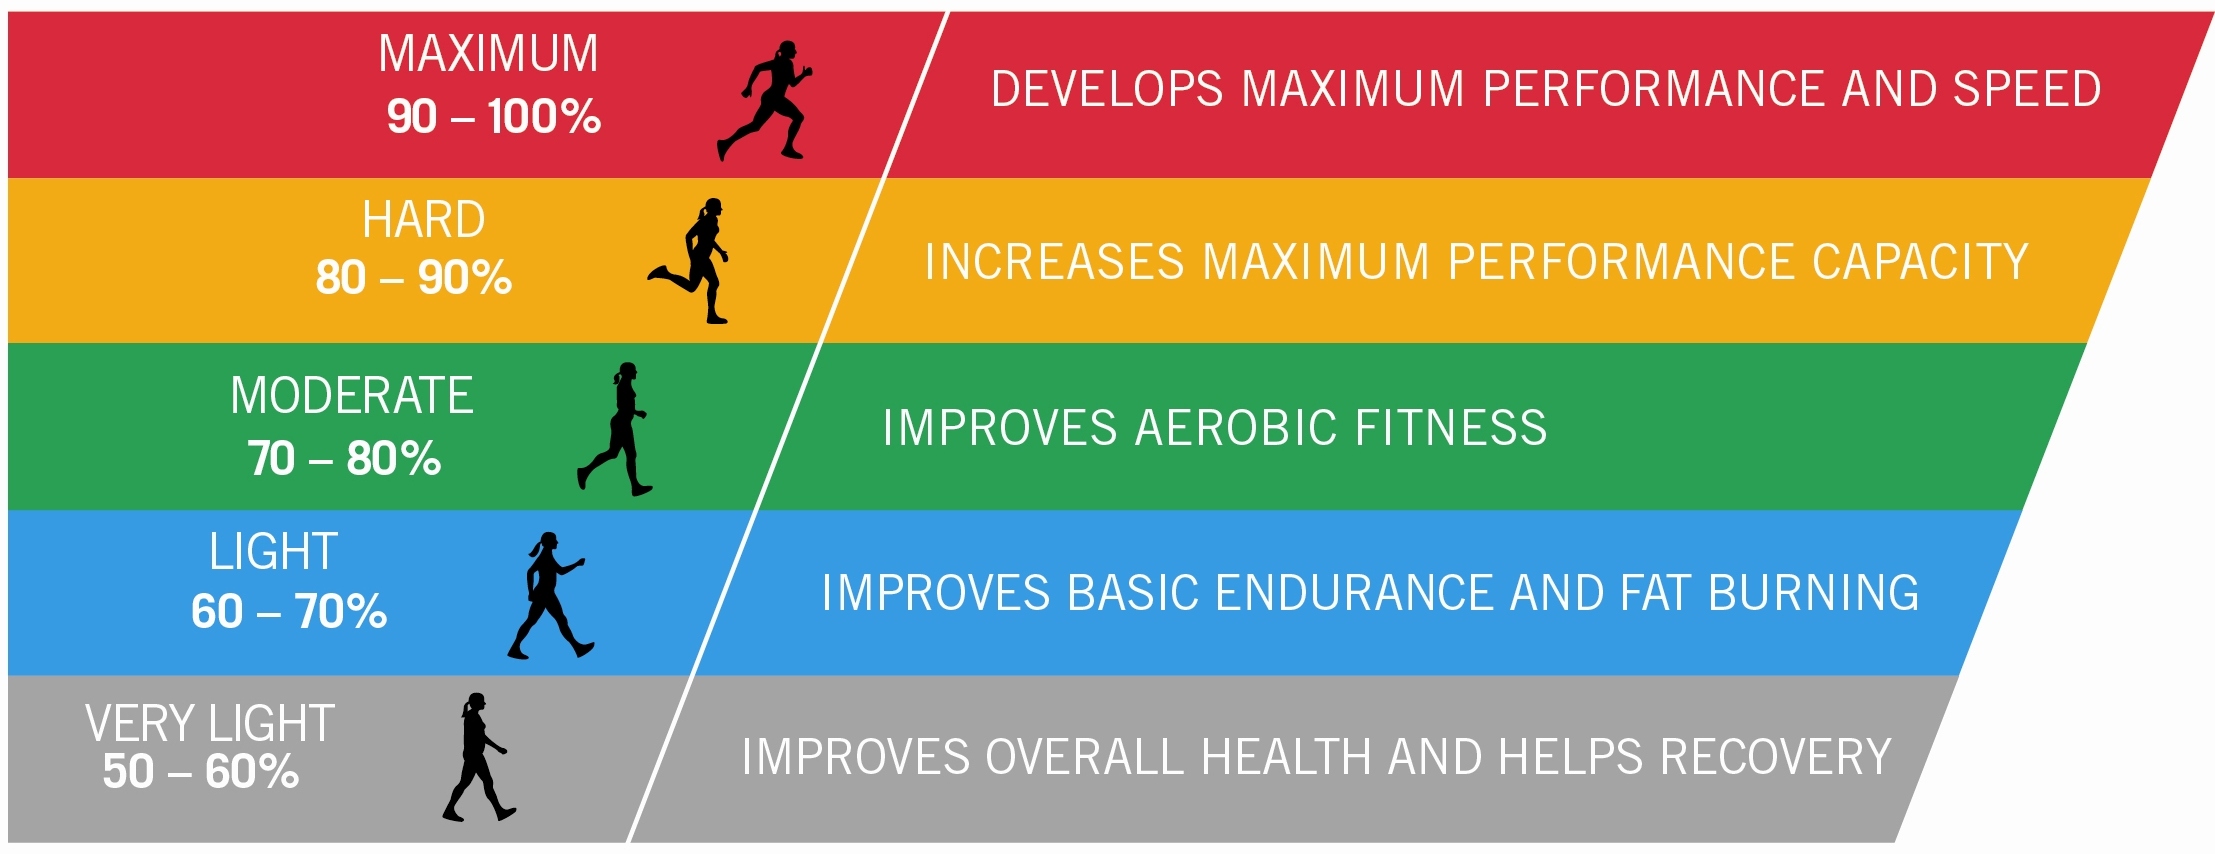 MAXIMUM
90 – 100%
DEVELOPS MAXIMUM PERFORMANCE AND SPEED
HARD
80 – 90%
INCREASES MAXIMUM PERFORMANCE CAPACITY
MODERATE
70 – 80%
IMPROVES AEROBIC FITNESS
LIGHT
60 – 70%
IMPROVES BASIC ENDURANCE AND FAT BURNING
VERY LIGHT
50 – 60%
IMPROVES OVERALL HEALTH AND HELPS RECOVERY